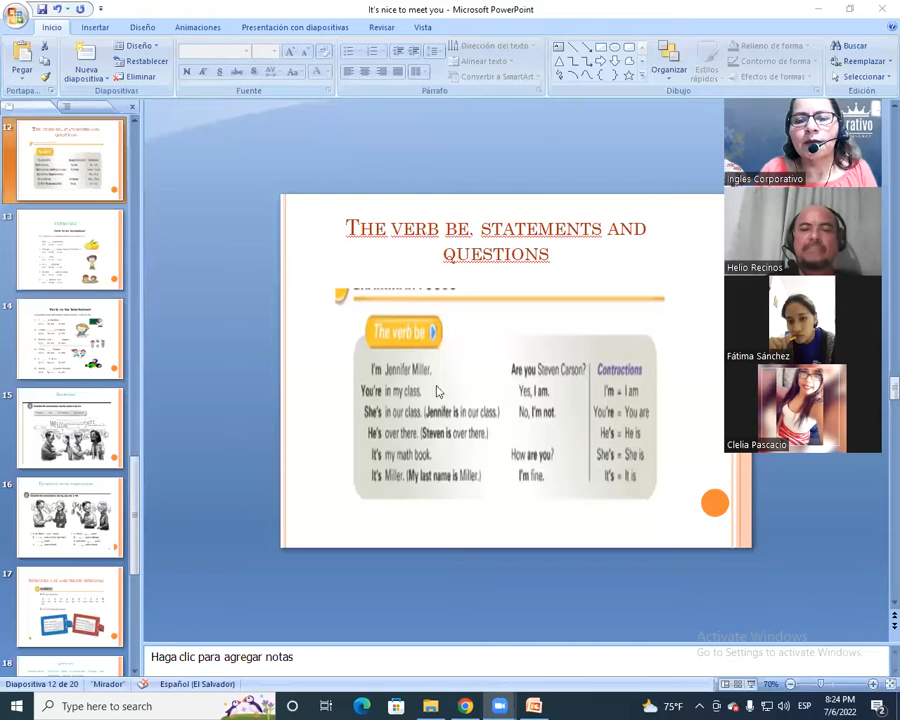 It's nice to meet you - Microsoft PowerPoint
Inicio
Insertar
Diseño
Animaciones
Presentación con diapositivas
Revisar
Vista
Pegar
Nueva diapositiva
Diseño
Restablecer
Eliminar
Dirección del texto
Alinear texto
Convertir a SmartArt
Organizar
Estilos rápidos
Relleno de forma
Contorno de forma
Efectos de formas
Buscar
Reemplazar
Seleccionar
Portapa...
Diapositivas
Fuente
Párrafo
Dibujo
Edición
12
13
14
15
16
17
18
THE VERB BE. STATEMENTS AND
QUESTIONS
The verb be
I'm Jennifer Miller.
You're in my class.
She's in our class. (Jennifer is in our class.)
He's over there. (Steven is over there.)
It's my math book.
It's Miller. (My last name is Miller.)
Are you Steven Carson?
Yes, I am.
No, I'm not.
How are you?
I'm fine.
Contractions
I'm = I am
You're = You are
He's = He is
She's = She is
It's = It is
rativo
Inglés Corporativo
Helio Recinos
Fátima Sánchez
Clelia Pascacio
Activate Windows
Go to Settings to activate Windows.
Haga clic para agregar notas
Diapositiva 12 de 20
"Mirador"
Español (El Salvador)
70%
Type here to search
75°F
ESP
8:24 PM
7/6/2022